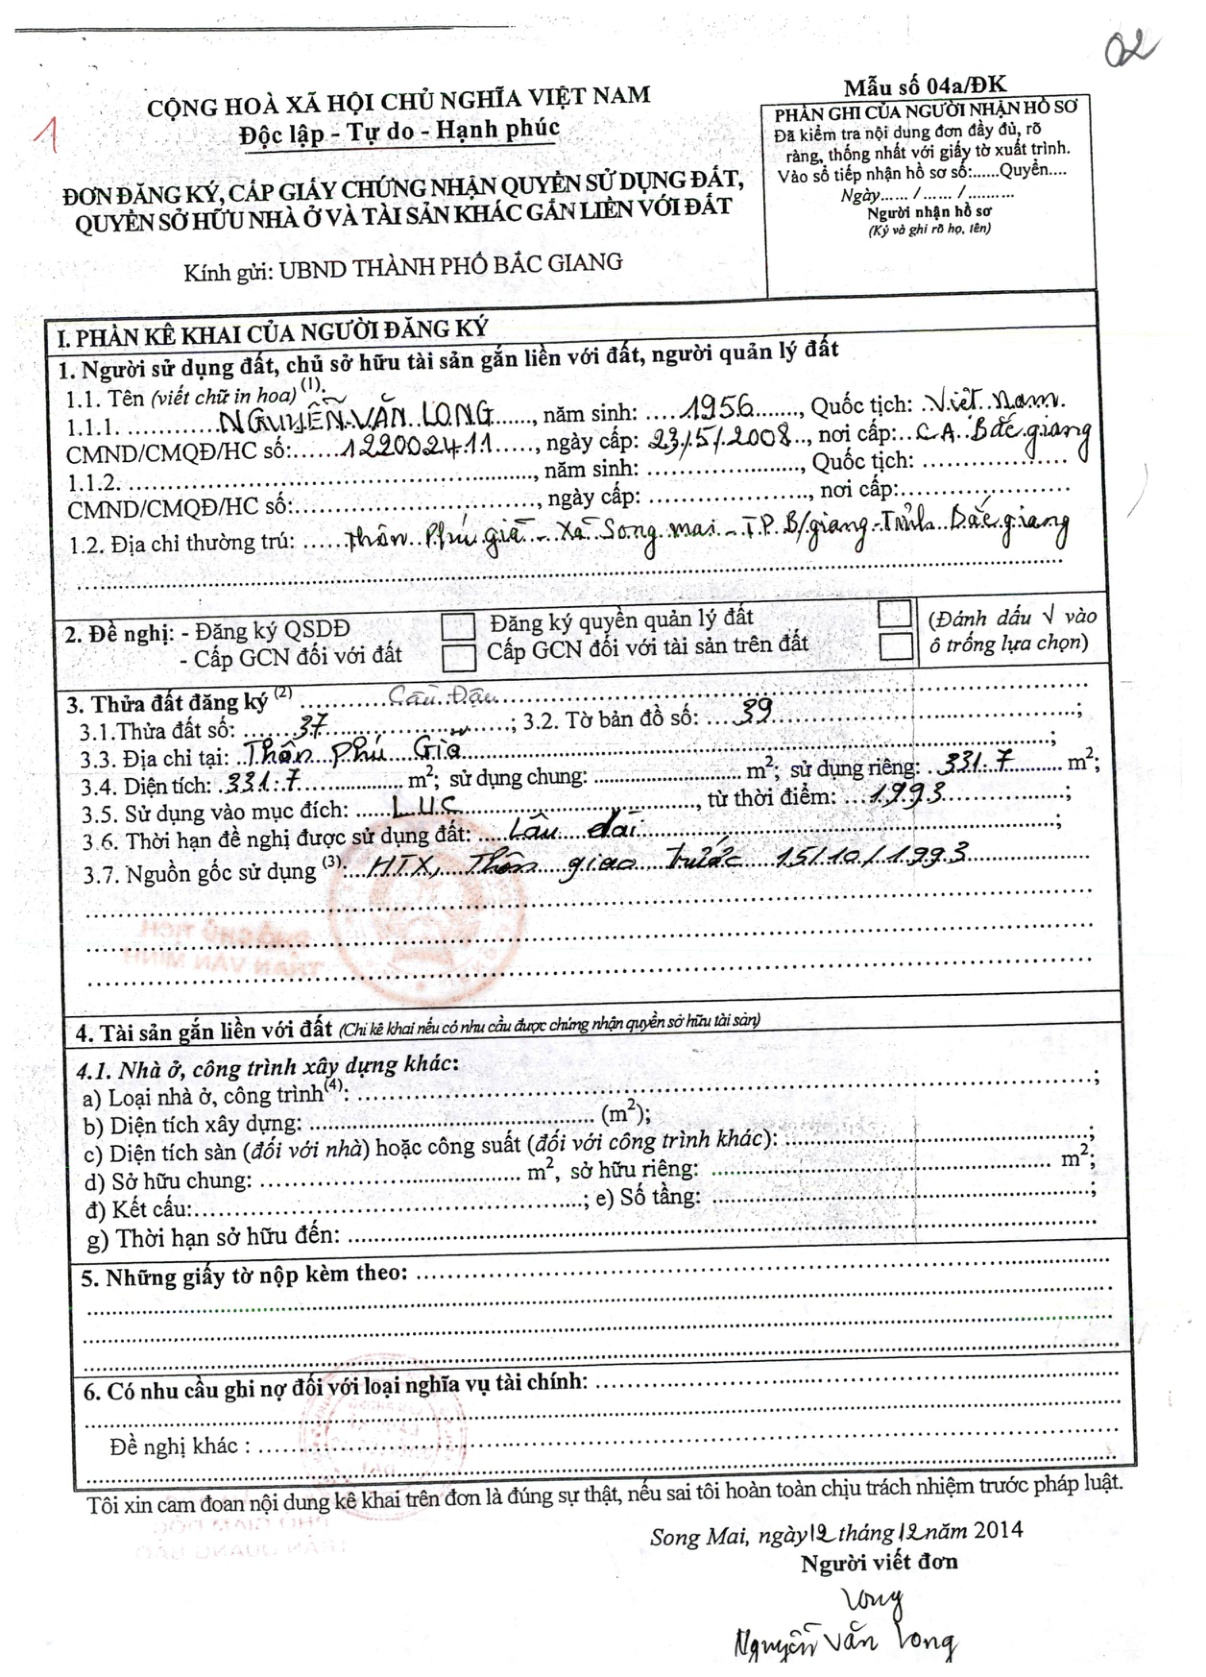 02
1
Mẫu số 04a/ĐK
CỘNG HOÀ XÃ HỘI CHỦ NGHĨA VIỆT NAM
Độc lập - Tự do - Hạnh phúc
PHẦN GHI CỦA NGƯỜI NHẬN HỒ SƠ
Đã kiểm tra nội dung đơn đầy đủ, rõ
ràng, thống nhất với giấy tờ xuất trình.
Vào sổ tiếp nhận hồ sơ số:......Quyển....
Ngày...... / ...... /..........
Người nhận hồ sơ
(Ký và ghi rõ họ, tên)
ĐƠN ĐĂNG KÝ, CẤP GIẤY CHỨNG NHẬN QUYỀN SỬ DỤNG ĐẤT,
QUYỀN SỞ HỮU NHÀ Ở VÀ TÀI SẢN KHÁC GẮN LIỀN VỚI ĐẤT
Kính gửi: UBND THÀNH PHỐ BẮC GIANG
I. PHẦN KÊ KHAI CỦA NGƯỜI ĐĂNG KÝ
1. Người sử dụng đất, chủ sở hữu tài sản gắn liền với đất, người quản lý đất
1.1. Tên (viết chữ in hoa) (1):
1.1.1. NGUYỄN VĂN LONG, năm sinh: 1956, Quốc tịch: Việt Nam.
CMND/CMQĐ/HC số: 122002411, ngày cấp: 23/5/2008, nơi cấp: C.A. Bắc giang
1.1.2. ......, năm sinh: ......, Quốc tịch: ......
CMND/CMQĐ/HC số: ......, ngày cấp: ......, nơi cấp: ......
1.2. Địa chỉ thường trú: Thôn Phú giã - Xã Song mai - T.P. B/giang - Tỉnh Bắc giang
2. Đề nghị: - Đăng ký QSDĐ Đăng ký quyền quản lý đất (Đánh dấu √ vào
- Cấp GCN đối với đất Cấp GCN đối với tài sản trên đất ô trống lựa chọn)
3. Thửa đất đăng ký (2) Cầu Đậu
3.1.Thửa đất số: 37; 3.2. Tờ bản đồ số: 39;
3.3. Địa chỉ tại: Thôn Phú Giã;
3.4. Diện tích: 331.7 m2; sử dụng chung: ...... m2; sử dụng riêng: 331.7 m2;
3.5. Sử dụng vào mục đích: LUC, từ thời điểm: 1993;
3.6. Thời hạn đề nghị được sử dụng đất: Lâu dài;
3.7. Nguồn gốc sử dụng (3): HTX, Thôn giao trước 15/10/1993
PHÓ CHỦ TỊCH
TRẦN VĂN MINH
4. Tài sản gắn liền với đất (Chỉ kê khai nếu có nhu cầu được chứng nhận quyền sở hữu tài sản)
4.1. Nhà ở, công trình xây dựng khác:
a) Loại nhà ở, công trình(4): ......;
b) Diện tích xây dựng: ...... (m2);
c) Diện tích sàn (đối với nhà) hoặc công suất (đối với công trình khác): ......;
d) Sở hữu chung: ...... m2, sở hữu riêng: ...... m2;
đ) Kết cấu:......; e) Số tầng: ......;
g) Thời hạn sở hữu đến: ......
5. Những giấy tờ nộp kèm theo: ......
6. Có nhu cầu ghi nợ đối với loại nghĩa vụ tài chính: ......
Đề nghị khác : ......
Tôi xin cam đoan nội dung kê khai trên đơn là đúng sự thật, nếu sai tôi hoàn toàn chịu trách nhiệm trước pháp luật.
PHÓ GIÁM ĐỐC
Song Mai, ngày 12 tháng 12 năm 2014
Người viết đơn
Long
Nguyễn Văn Long